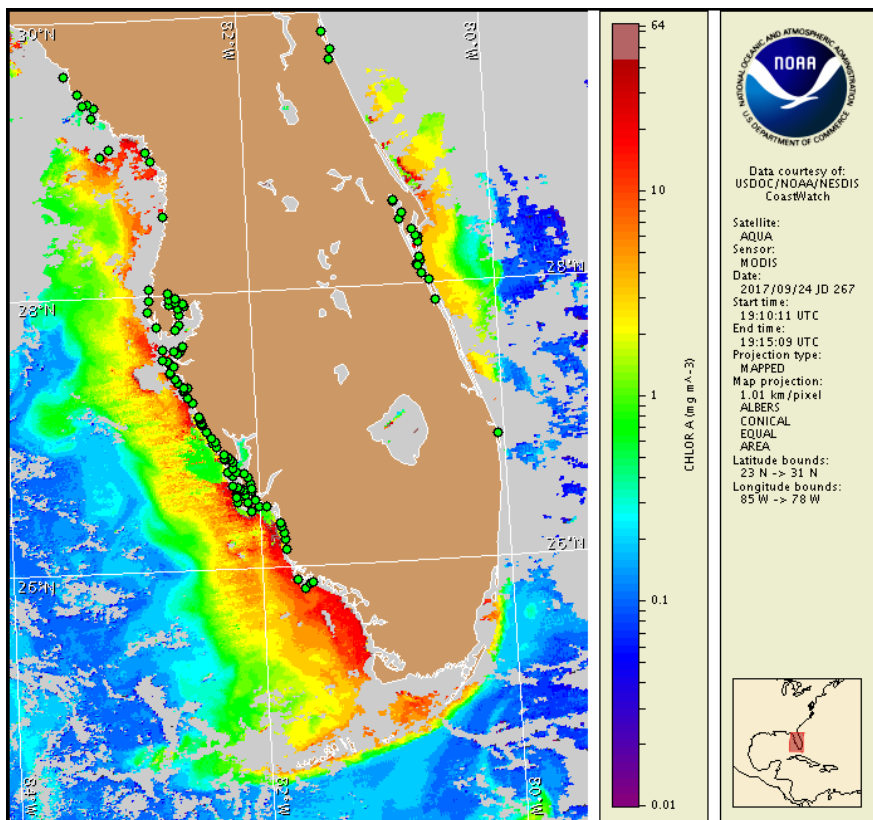 30°N
82°W
80°W
28°N
28°N
26°N
26°N
84°W
82°W
80°W
64
10
1
0.1
0.01
CHLOR A (mg m^-3)
NATIONAL OCEANIC AND ATMOSPHERIC ADMINISTRATION
NOAA
U.S. DEPARTMENT OF COMMERCE
Data courtesy of:
USDOC/NOAA/NESDIS
CoastWatch
Satellite:
AQUA
Sensor:
MODIS
Date:
2017/09/24 JD 267
Start time:
19:10:11 UTC
End time:
19:15:09 UTC
Projection type:
MAPPED
Map projection:
1.01 km/pixel
ALBERS
CONICAL
EQUAL
AREA
Latitude bounds:
23 N -> 31 N
Longitude bounds:
85 W -> 78 W